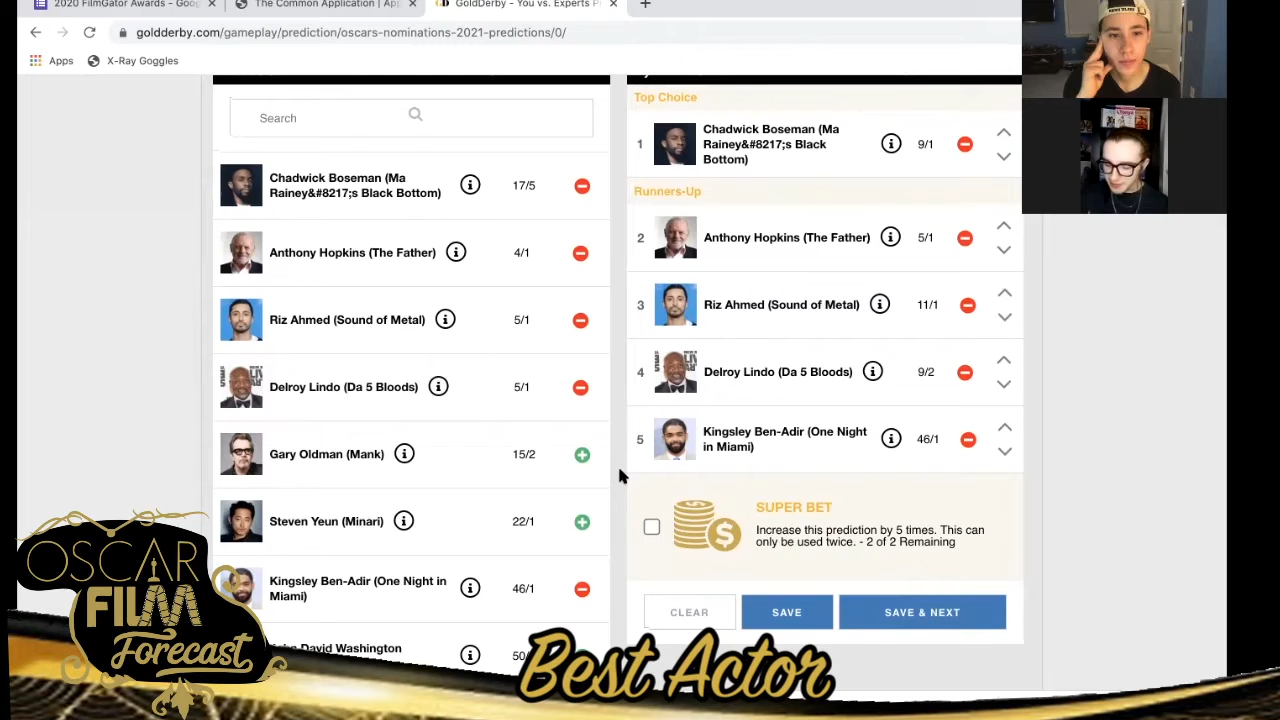 2020 FilmGator Awards - Goog
The Common Application | App
GoldDerby - You vs. Experts P
goldderby.com/gameplay/prediction/oscars-nominations-2021-predictions/0/
Apps
X-Ray Goggles
Search
Chadwick Boseman (Ma
Rainey&#8217;s Black Bottom)
17/5
Anthony Hopkins (The Father)
4/1
Riz Ahmed (Sound of Metal)
5/1
Delroy Lindo (Da 5 Bloods)
5/1
Gary Oldman (Mank)
15/2
Steven Yeun (Minari)
22/1
Kingsley Ben-Adir (One Night in
Miami)
46/1
David Washington
50/
Top Choice
1
Chadwick Boseman (Ma
Rainey&#8217;s Black
Bottom)
9/1
Runners-Up
2
Anthony Hopkins (The Father)
5/1
3
Riz Ahmed (Sound of Metal)
11/1
4
Delroy Lindo (Da 5 Bloods)
9/2
5
Kingsley Ben-Adir (One Night
in Miami)
46/1
SUPER BET
Increase this prediction by 5 times. This can
only be used twice. - 2 of 2 Remaining
CLEAR
SAVE
SAVE & NEXT
OSCAR
FILM
Forecast
Best Actor